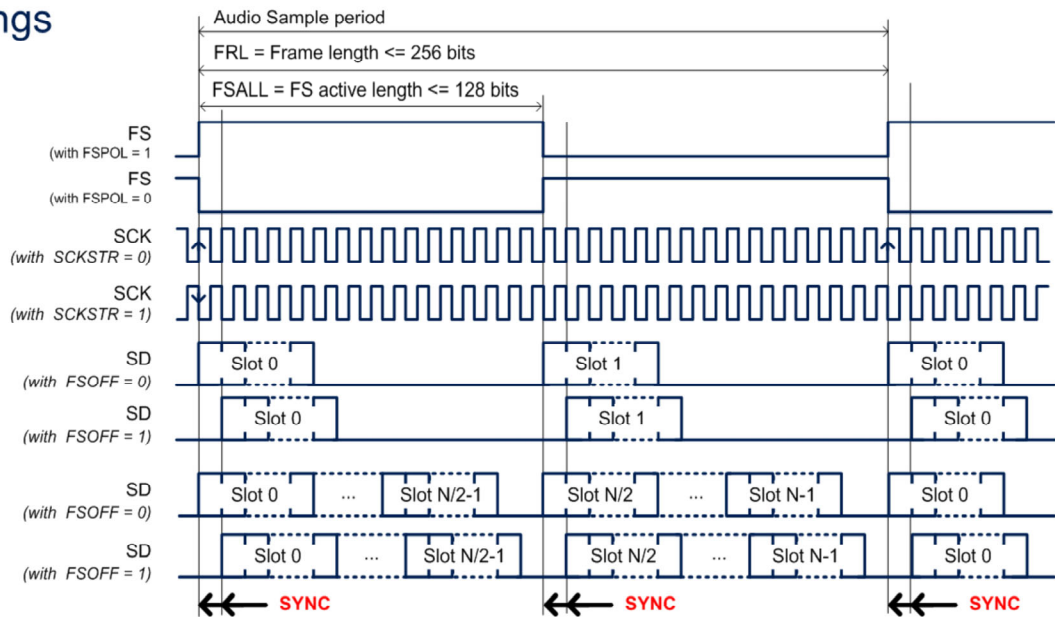 ngs
Audio Sample period
FRL = Frame length <= 256 bits
FSALL = FS active length <= 128 bits
FS
(with FSPOL = 1
FS
(with FSPOL = 0
SCK
(with SCKSTR = 0)
SCK
(with SCKSTR = 1)
SD
(with FSOFF = 0)
Slot 0 Slot 1 Slot 0
SD
(with FSOFF = 1)
Slot 0 Slot 1 Slot 0
SD
(with FSOFF = 0)
Slot 0 ... Slot N/2-1 Slot N/2 ... Slot N-1 Slot 0
SD
(with FSOFF = 1)
Slot 0 ... Slot N/2-1 Slot N/2 ... Slot N-1 Slot 0
SYNC SYNC SYNC